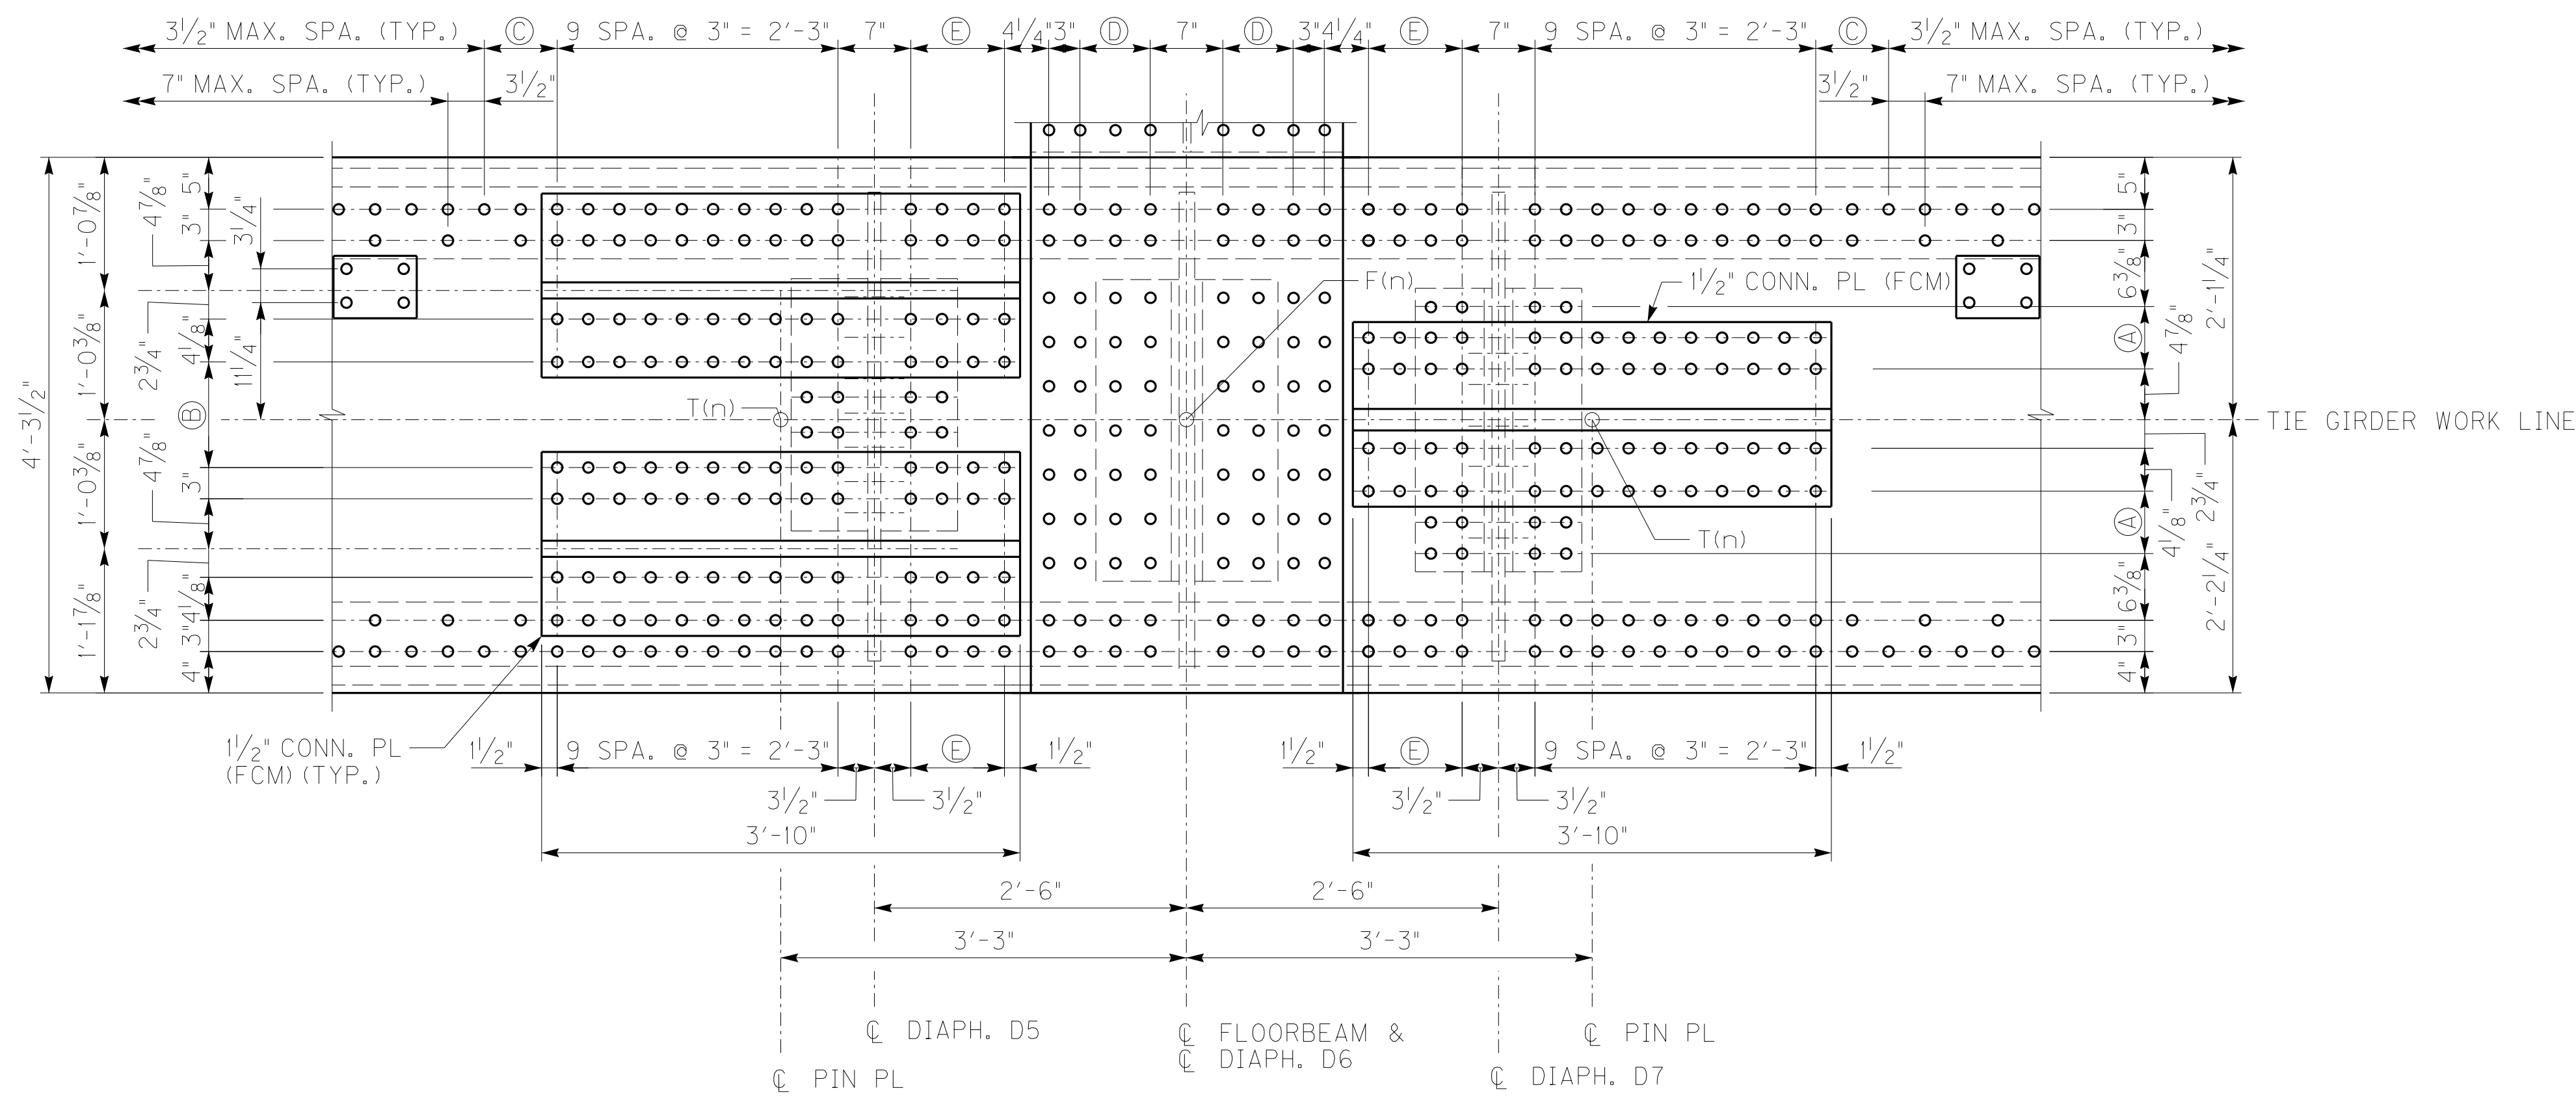 3½" MAX. SPA. (TYP.) Ⓒ 9 SPA. @ 3" = 2'-3" 7" Ⓔ 4¼" 3" Ⓓ 7" Ⓓ 3" 4¼" Ⓔ 7" 9 SPA. @ 3" = 2'-3" Ⓒ 3½" MAX. SPA. (TYP.)
7" MAX. SPA. (TYP.) 3½" 3½" 7" MAX. SPA. (TYP.)
4'-3½"
1'-0⅞"
1'-0⅜"
1'-0⅜"
1'-1⅞"
4⅞"
2¾"
4⅞"
2¾"
5"
3"
4⅛"
Ⓑ
3"
4⅛"
3"
4"
3¼"
11¼"
F(n)
1½" CONN. PL (FCM)
T(n)
T(n)
5"
3"
6⅜"
Ⓐ
4⅞"
2¾"
4⅛"
Ⓐ
6⅜"
3"
4"
2'-1¼"
2'-2¼"
TIE GIRDER WORK LINE
1½" CONN. PL
(FCM) (TYP.)
1½" 9 SPA. @ 3" = 2'-3" Ⓔ 1½" 1½" Ⓔ 9 SPA. @ 3" = 2'-3" 1½"
3½" 3½" 3½" 3½"
3'-10" 3'-10"
2'-6" 2'-6"
3'-3" 3'-3"
℄ DIAPH. D5
℄ FLOORBEAM &
℄ DIAPH. D6
℄ PIN PL
℄ PIN PL
℄ DIAPH. D7